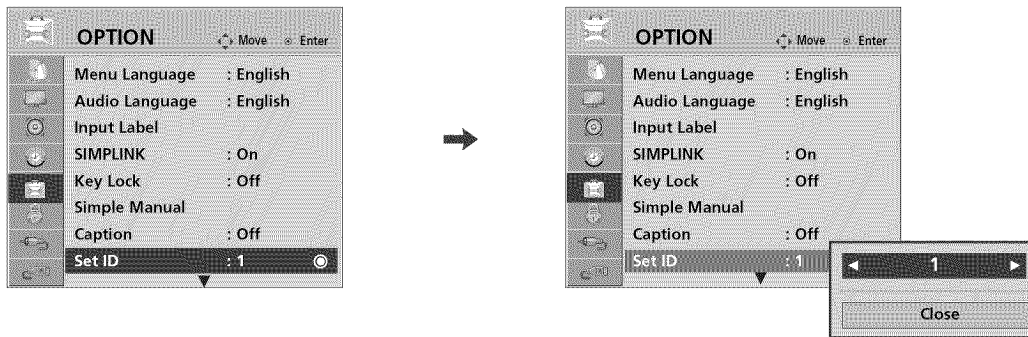 OPTION Move Enter
Menu Language : English
Audio Language : English
Input Label
SIMPLINK : On
Key Lock : Off
Simple Manual
Caption : Off
Set ID : 1
OPTION Move Enter
Menu Language : English
Audio Language : English
Input Label
SIMPLINK : On
Key Lock : Off
Simple Manual
Caption : Off
Set ID : 1
1
Close